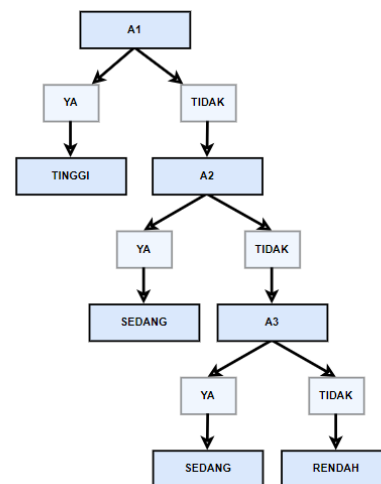 A1
YA
TIDAK
TINGGI
A2
YA
TIDAK
SEDANG
A3
YA
TIDAK
SEDANG
RENDAH